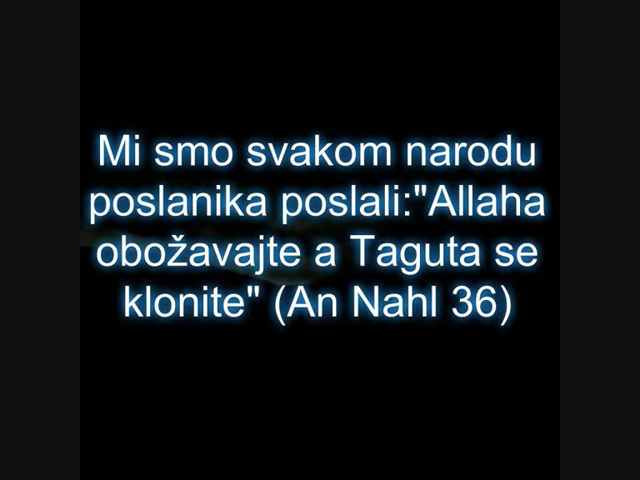 Mi smo svakom narodu
poslanika poslali:"Allaha
obožavajte a Taguta se
klonite" (An Nahl 36)